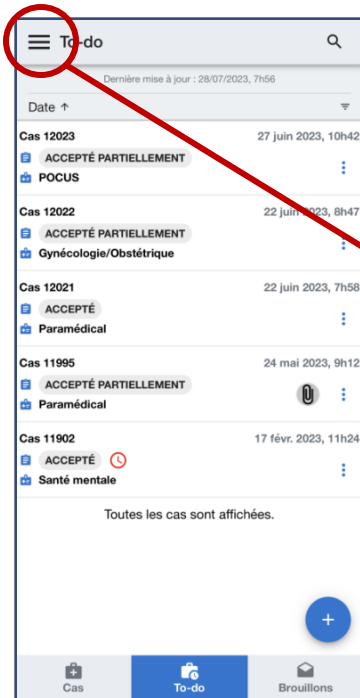 To-do
Dernière mise à jour : 28/07/2023, 7h56
Date ↑
Cas 12023 27 juin 2023, 10h42
ACCEPTÉ PARTIELLEMENT
POCUS
Cas 12022 22 juin 2023, 8h47
ACCEPTÉ PARTIELLEMENT
Gynécologie/Obstétrique
Cas 12021 22 juin 2023, 7h58
ACCEPTÉ
Paramédical
Cas 11995 24 mai 2023, 9h12
ACCEPTÉ PARTIELLEMENT
Paramédical
Cas 11902 17 févr. 2023, 11h24
ACCEPTÉ
Santé mentale
Toutes les cas sont affichées.
+
Cas To-do Brouillons